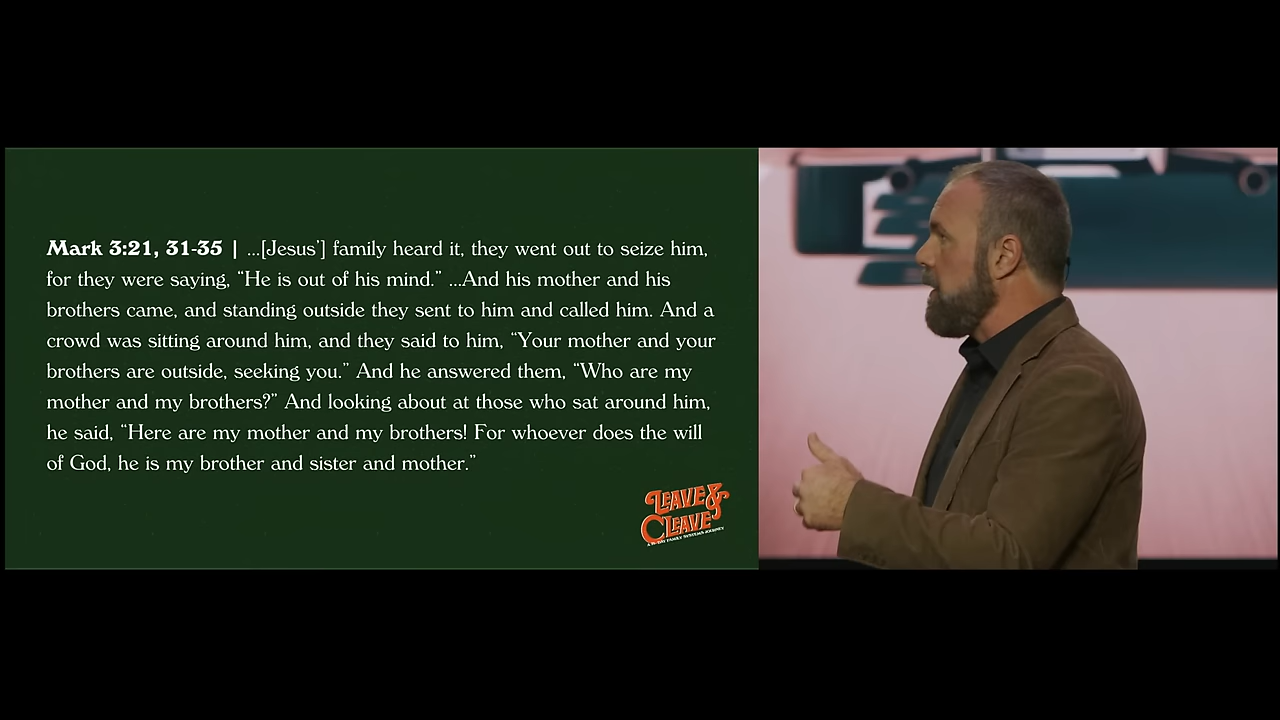 Mark 3:21, 31-35 | ...[Jesus'] family heard it, they went out to seize him,
for they were saying, “He is out of his mind.” ...And his mother and his
brothers came, and standing outside they sent to him and called him. And a
crowd was sitting around him, and they said to him, “Your mother and your
brothers are outside, seeking you.” And he answered them, “Who are my
mother and my brothers?” And looking about at those who sat around him,
he said, “Here are my mother and my brothers! For whoever does the will
of God, he is my brother and sister and mother.”
LEAVE &
CLEAVE